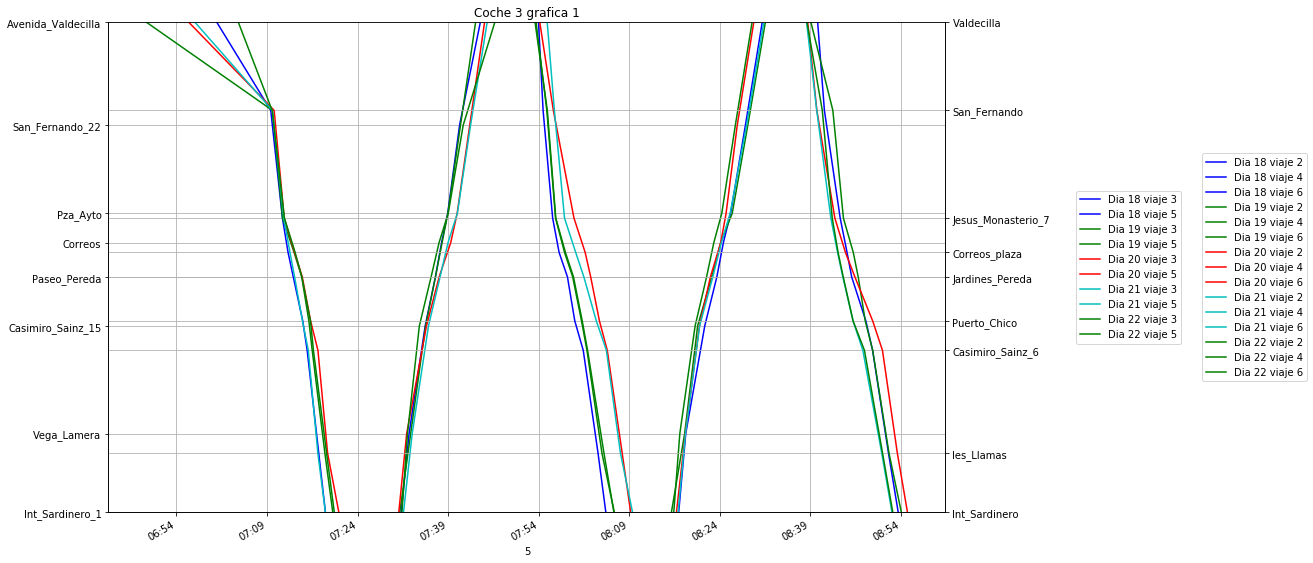 Coche 3 grafica 1
Avenida_Valdecilla
San_Fernando_22
Pza_Ayto
Correos
Paseo_Pereda
Casimiro_Sainz_15
Vega_Lamera
Int_Sardinero_1
Valdecilla
San_Fernando
Jesus_Monasterio_7
Correos_plaza
Jardines_Pereda
Puerto_Chico
Casimiro_Sainz_6
Ies_Llamas
Int_Sardinero
06:54
07:09
07:24
07:39
07:54
08:09
08:24
08:39
08:54
5
Dia 18 viaje 3
Dia 18 viaje 5
Dia 19 viaje 3
Dia 19 viaje 5
Dia 20 viaje 3
Dia 20 viaje 5
Dia 21 viaje 3
Dia 21 viaje 5
Dia 22 viaje 3
Dia 22 viaje 5
Dia 18 viaje 2
Dia 18 viaje 4
Dia 18 viaje 6
Dia 19 viaje 2
Dia 19 viaje 4
Dia 19 viaje 6
Dia 20 viaje 2
Dia 20 viaje 4
Dia 20 viaje 6
Dia 21 viaje 2
Dia 21 viaje 4
Dia 21 viaje 6
Dia 22 viaje 2
Dia 22 viaje 4
Dia 22 viaje 6